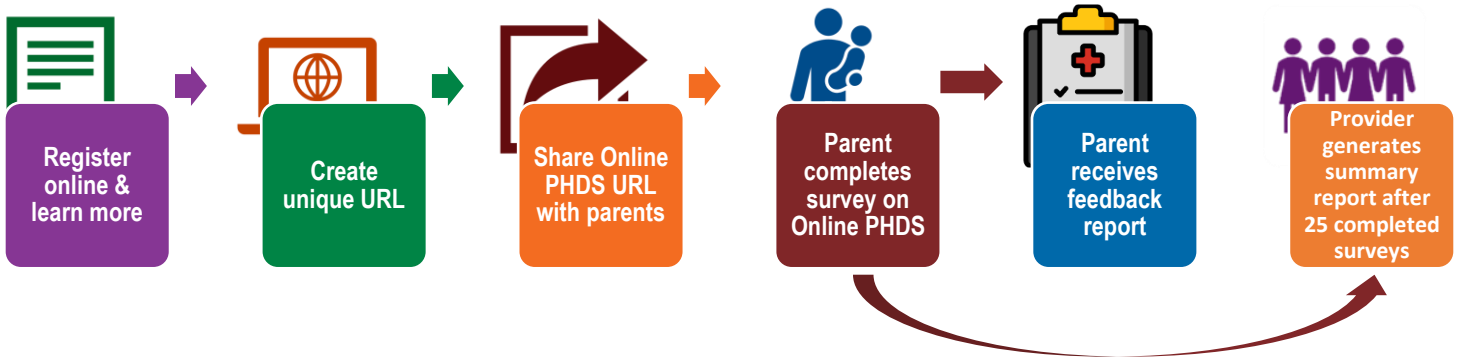 Register
online &
learn more
Create
unique URL
Share Online
PHDS URL
with parents
Parent
completes
survey on
Online PHDS
Parent
receives
feedback
report
Provider
generates
summary
report after
25 completed
surveys